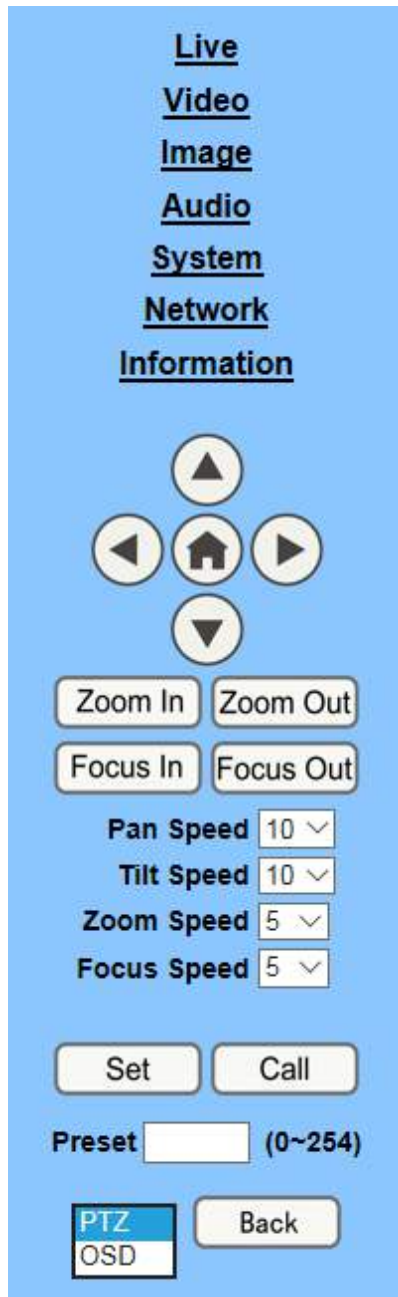 Live
Video
Image
Audio
System
Network
Information
Zoom In Zoom Out
Focus In Focus Out
Pan Speed 10
Tilt Speed 10
Zoom Speed 5
Focus Speed 5
Set Call
Preset (0~254)
PTZ Back
OSD